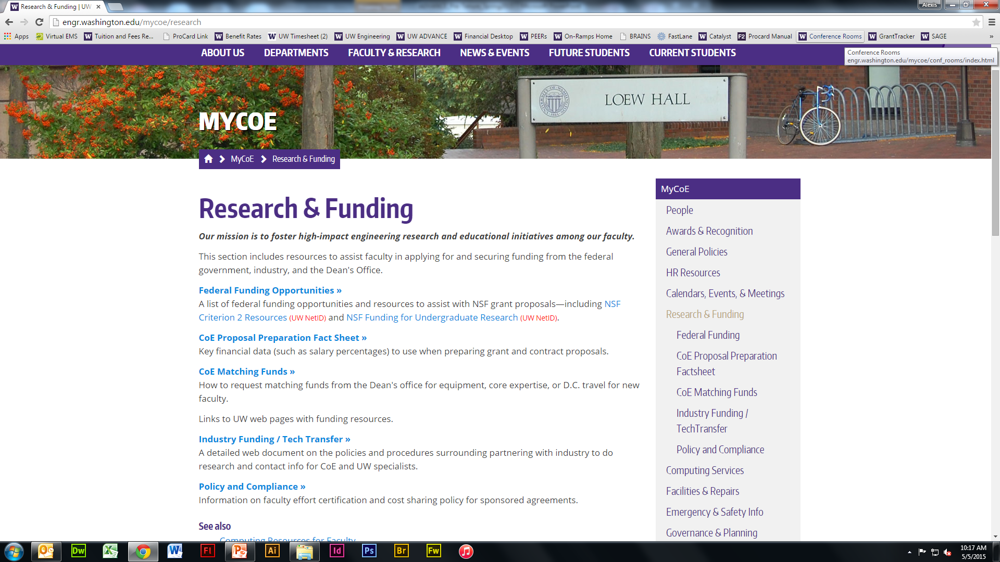 Research & Funding | UW
Alexis
engr.washington.edu/mycoe/research
Apps Virtual EMS Tuition and Fees Re... ProCard Link Benefit Rates UW Timesheet (2) UW Engineering UW ADVANCE Financial Desktop PEERs On-Ramps Home BRAINS FastLane Catalyst F2 Procard Manual Conference Rooms GrantTracker SAGE »
ABOUT US DEPARTMENTS FACULTY & RESEARCH NEWS & EVENTS FUTURE STUDENTS CURRENT STUDENTS
Conference Rooms
engr.washington.edu/mycoe/conf_rooms/index.html
LOEW HALL
MYCOE
MyCoE Research & Funding
Research & Funding
Our mission is to foster high-impact engineering research and educational initiatives among our faculty.
This section includes resources to assist faculty in applying for and securing funding from the federal
government, industry, and the Dean's Office.
Federal Funding Opportunities »
A list of federal funding opportunities and resources to assist with NSF grant proposals—including NSF
Criterion 2 Resources (UW NetID) and NSF Funding for Undergraduate Research (UW NetID).
CoE Proposal Preparation Fact Sheet »
Key financial data (such as salary percentages) to use when preparing grant and contract proposals.
CoE Matching Funds »
How to request matching funds from the Dean's office for equipment, core expertise, or D.C. travel for new
faculty.
Links to UW web pages with funding resources.
Industry Funding / Tech Transfer »
A detailed web document on the policies and procedures surrounding partnering with industry to do
research and contact info for CoE and UW specialists.
Policy and Compliance »
Information on faculty effort certification and cost sharing policy for sponsored agreements.
See also
Computing Resources for Faculty
MyCoE
People
Awards & Recognition
General Policies
HR Resources
Calendars, Events, & Meetings
Research & Funding
Federal Funding
CoE Proposal Preparation
Factsheet
CoE Matching Funds
Industry Funding /
TechTransfer
Policy and Compliance
Computing Services
Facilities & Repairs
Emergency & Safety Info
Governance & Planning
Dw Fl Ai Id Ps Br Fw
10:17 AM
5/5/2015